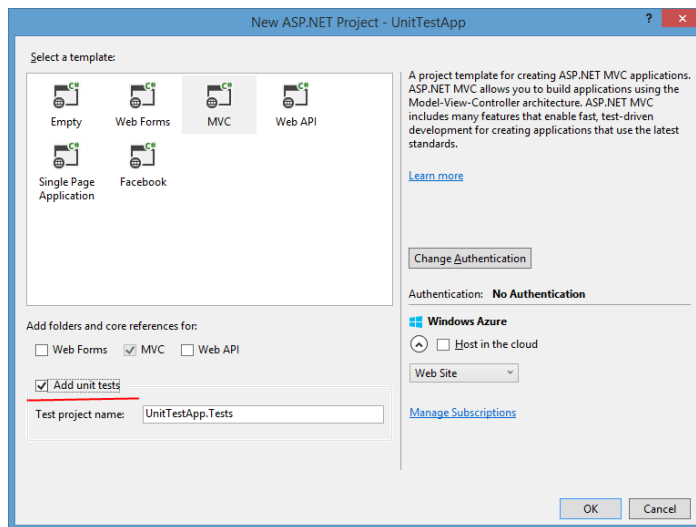 New ASP.NET Project - UnitTestApp
?
Select a template:
C# C# C# C#
Empty Web Forms MVC Web API
C# C#
Single Page Facebook
Application
A project template for creating ASP.NET MVC applications.
ASP.NET MVC allows you to build applications using the
Model-View-Controller architecture. ASP.NET MVC
includes many features that enable fast, test-driven
development for creating applications that use the latest
standards.
Learn more
Change Authentication
Authentication: No Authentication
Windows Azure
Host in the cloud
Web Site
Manage Subscriptions
Add folders and core references for:
Web Forms MVC Web API
Add unit tests
Test project name: UnitTestApp.Tests
OK Cancel